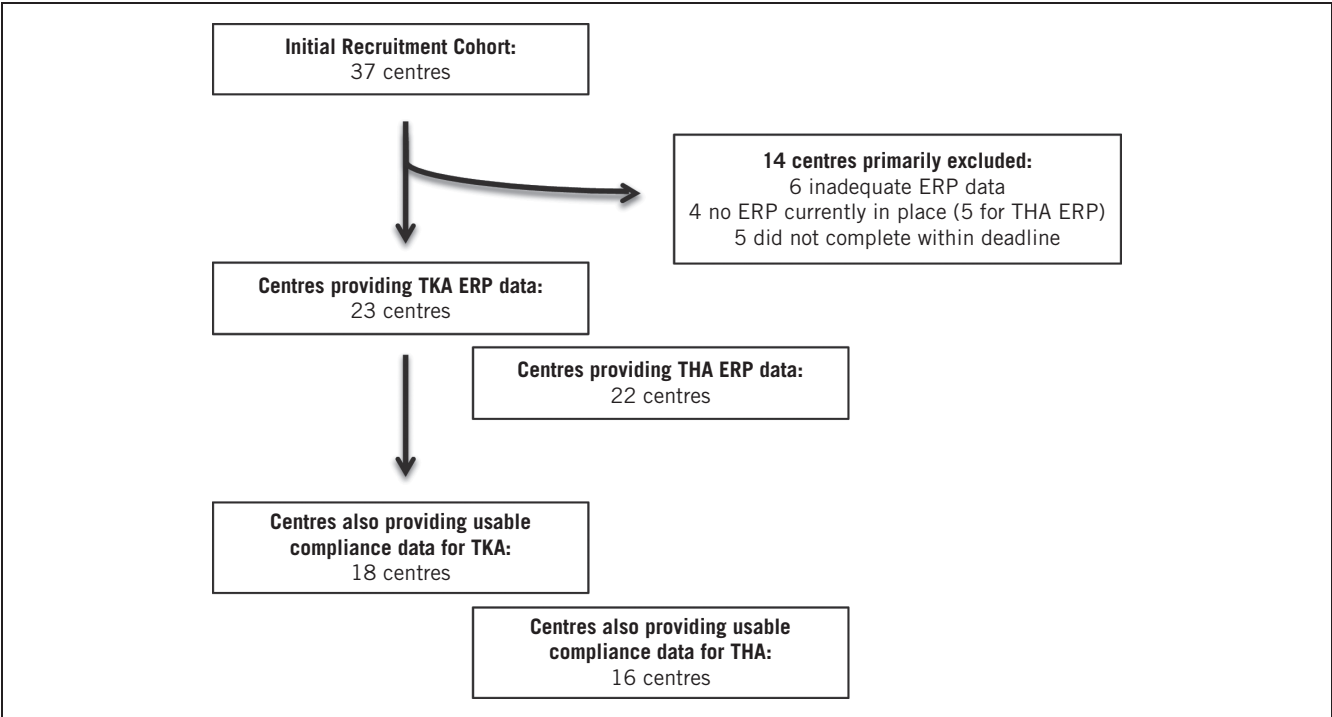 Initial Recruitment Cohort:
37 centres
14 centres primarily excluded:
6 inadequate ERP data
4 no ERP currently in place (5 for THA ERP)
5 did not complete within deadline
Centres providing TKA ERP data:
23 centres
Centres providing THA ERP data:
22 centres
Centres also providing usable
compliance data for TKA:
18 centres
Centres also providing usable
compliance data for THA:
16 centres